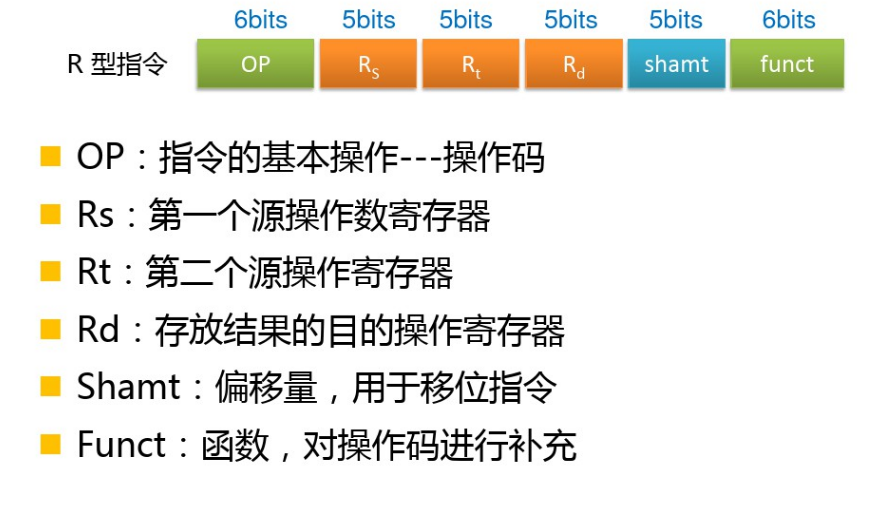 6bits 5bits 5bits 5bits 5bits 6bits
R 型指令 OP Rs Rt Rd shamt funct
OP：指令的基本操作---操作码
Rs：第一个源操作数寄存器
Rt：第二个源操作寄存器
Rd：存放结果的目的操作寄存器
Shamt：偏移量，用于移位指令
Funct：函数，对操作码进行补充